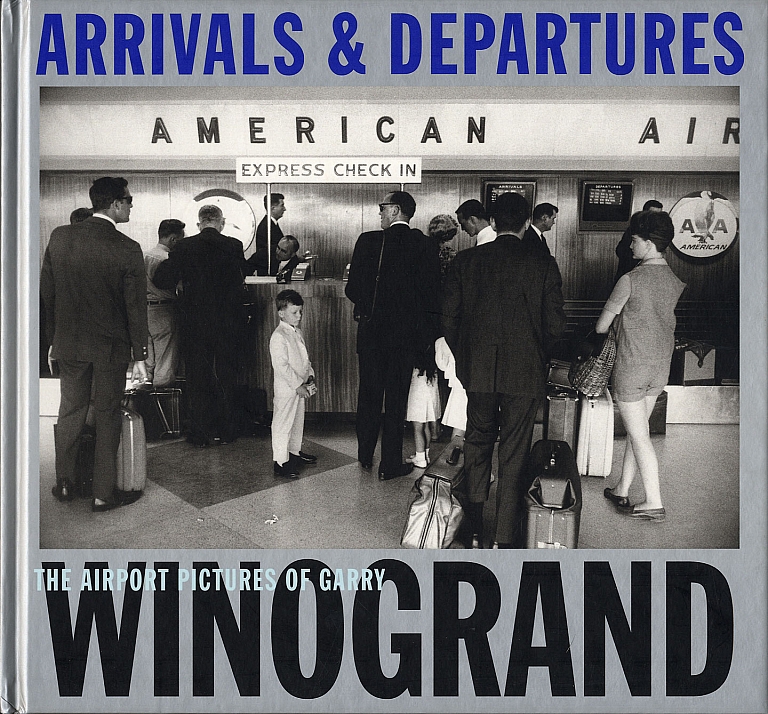 ARRIVALS & DEPARTURES
AMERICAN AIR
EXPRESS CHECK IN
ARRIVALS
DEPARTURES
AA
AMERICAN
THE AIRPORT PICTURES OF GARRY
WINOGRAND